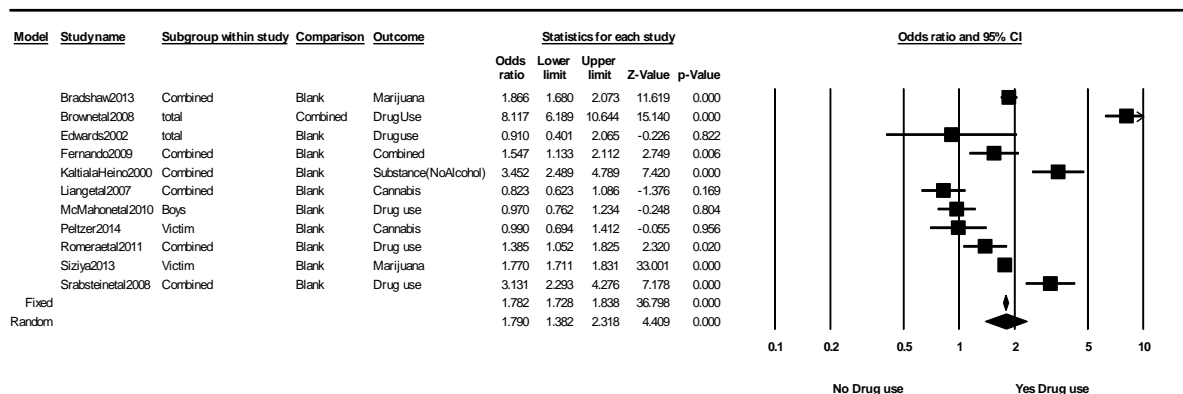 Model Studyname Subgroup within study Comparison Outcome Statistics for each study Odds ratio and 95% CI
Odds Lower Upper
ratio limit limit Z-Value p-Value
Bradshaw2013 Combined Blank Marijuana 1.866 1.680 2.073 11.619 0.000
Brownetal2008 total Combined DrugUse 8.117 6.189 10.644 15.140 0.000
Edwards2002 total Blank Druguse 0.910 0.401 2.065 -0.226 0.822
Fernando2009 Combined Blank Combined 1.547 1.133 2.112 2.749 0.006
KaltialaHeino2000 Combined Blank Substance(NoAlcohol) 3.452 2.489 4.789 7.420 0.000
Liangetal2007 Combined Blank Cannabis 0.823 0.623 1.086 -1.376 0.169
McMahonetal2010 Boys Blank Drug use 0.970 0.762 1.234 -0.248 0.804
Peltzer2014 Victim Blank Cannabis 0.990 0.694 1.412 -0.055 0.956
Romeraetal2011 Combined Blank Drug use 1.385 1.052 1.825 2.320 0.020
Siziya2013 Victim Blank Marijuana 1.770 1.711 1.831 33.001 0.000
Srabsteinetal2008 Combined Blank Drug use 3.131 2.293 4.276 7.178 0.000
Fixed 1.782 1.728 1.838 36.798 0.000
Random 1.790 1.382 2.318 4.409 0.000
0.1 0.2 0.5 1 2 5 10
No Drug use Yes Drug use